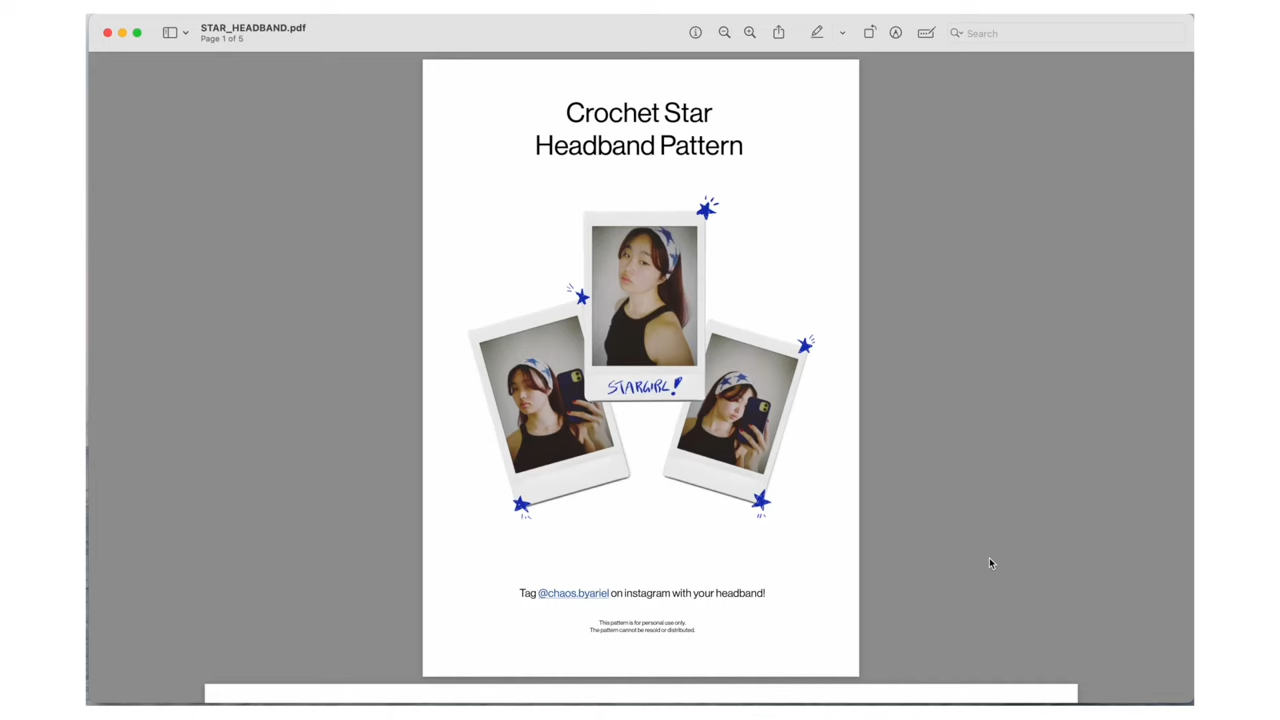 STAR_HEADBAND.pdf
Page 1 of 5
Search
Crochet Star
Headband Pattern
STARGIRL!
Tag @chaos.byariel on instagram with your headband!
This pattern is for personal use only.
The pattern cannot be resold or distributed.